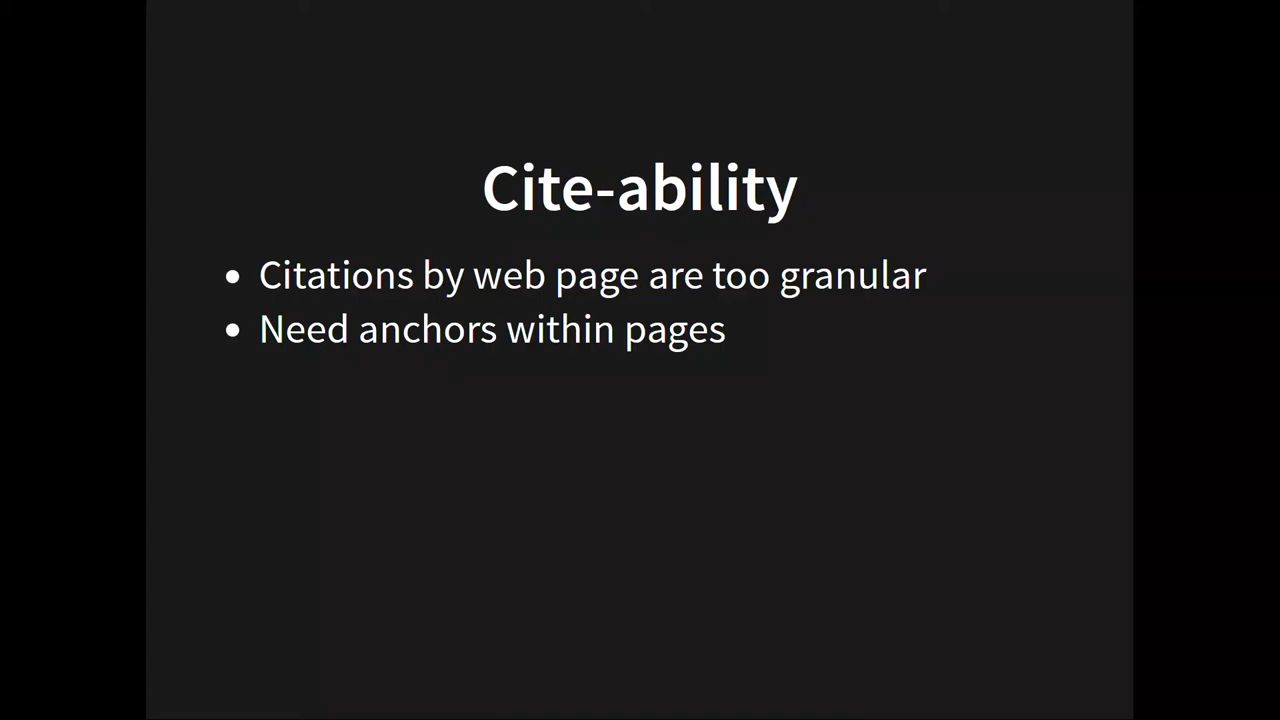 Cite-ability
• Citations by web page are too granular
• Need anchors within pages